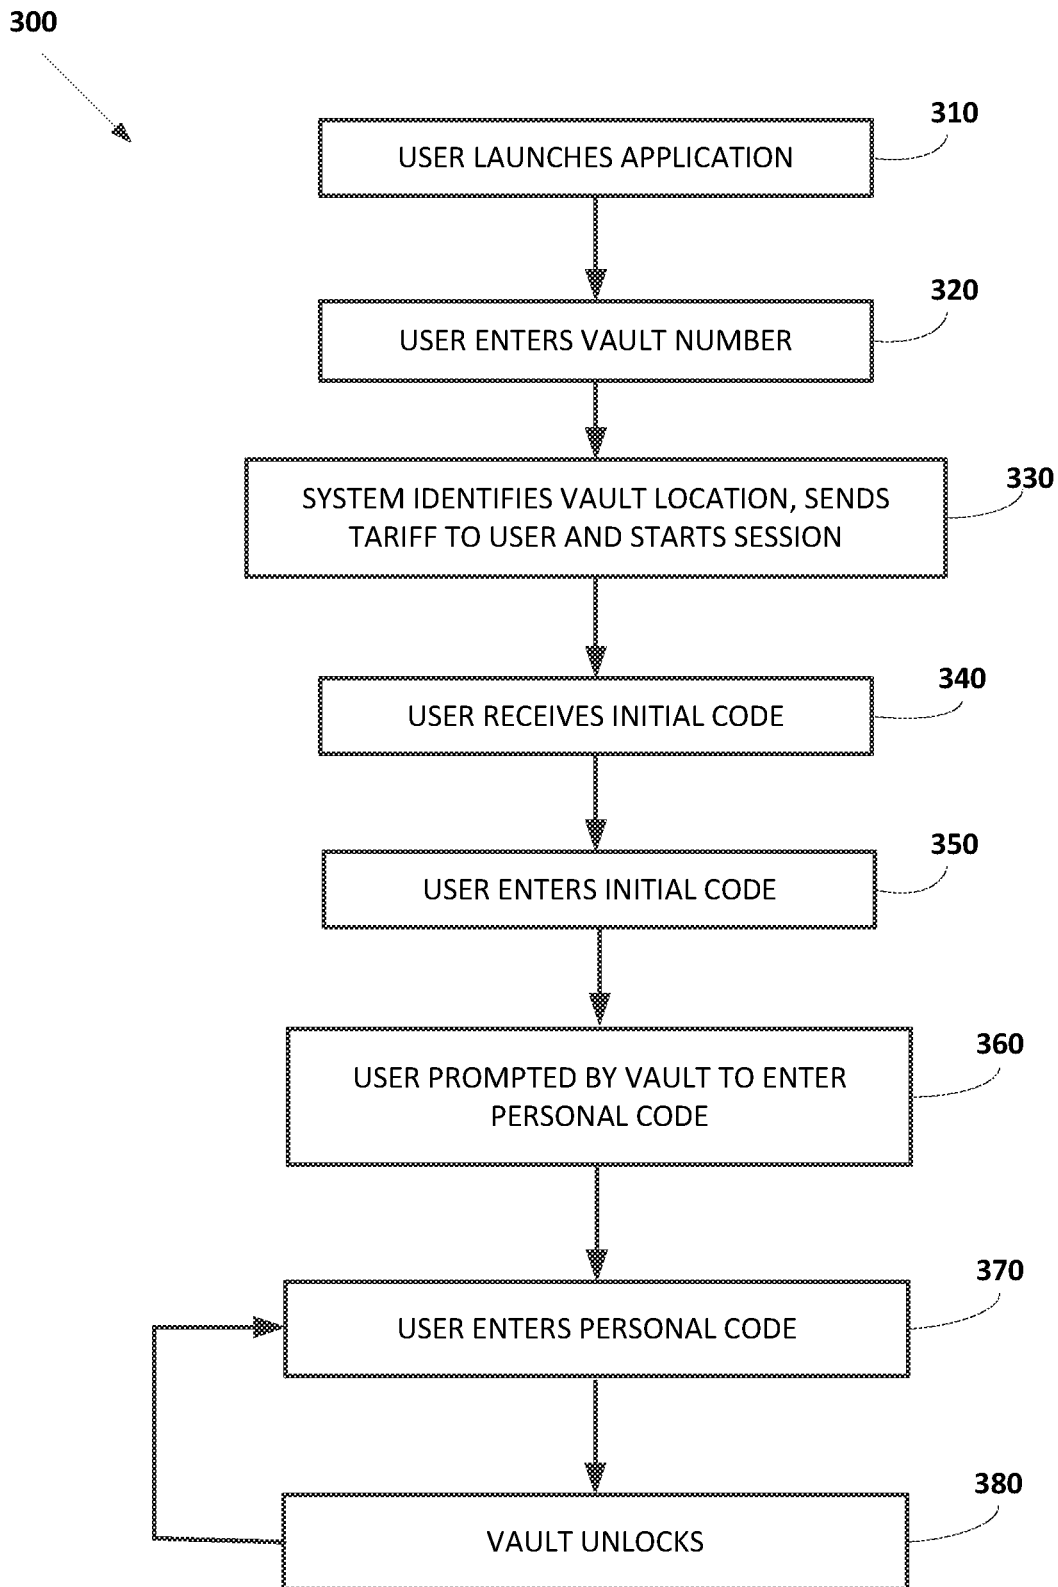 300
310
USER LAUNCHES APPLICATION
320
USER ENTERS VAULT NUMBER
330
SYSTEM IDENTIFIES VAULT LOCATION, SENDS
TARIFF TO USER AND STARTS SESSION
340
USER RECEIVES INITIAL CODE
350
USER ENTERS INITIAL CODE
360
USER PROMPTED BY VAULT TO ENTER
PERSONAL CODE
370
USER ENTERS PERSONAL CODE
380
VAULT UNLOCKS